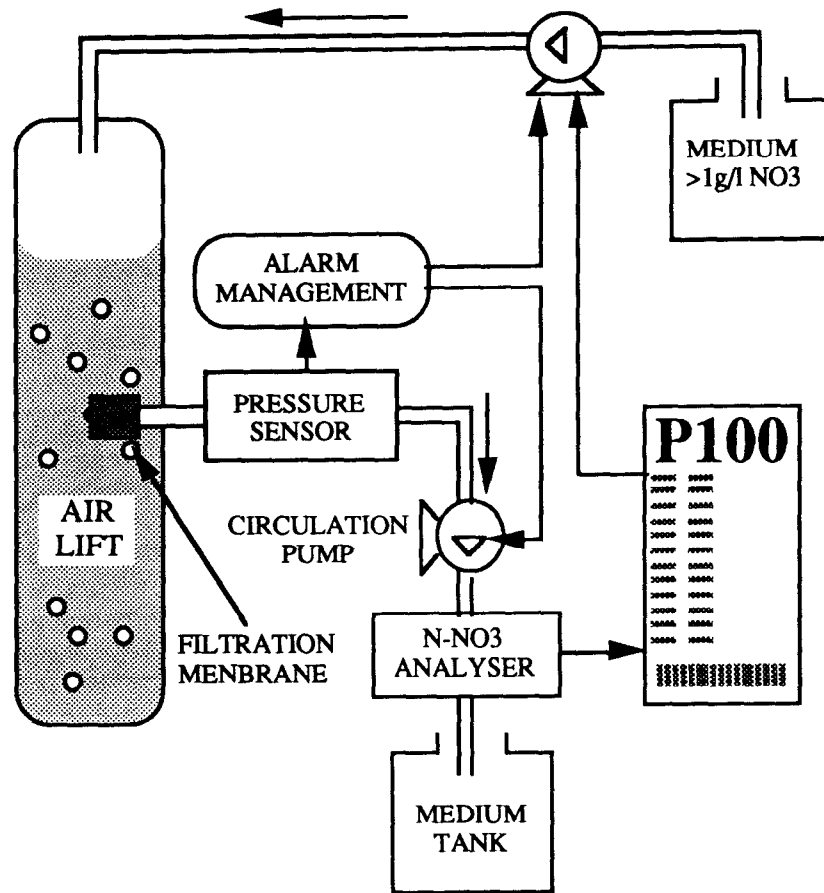 MEDIUM
>1g/l NO3
ALARM
MANAGEMENT
PRESSURE
SENSOR
P100
AIR
LIFT
CIRCULATION
PUMP
FILTRATION
MENBRANE
N-NO3
ANALYSER
MEDIUM
TANK